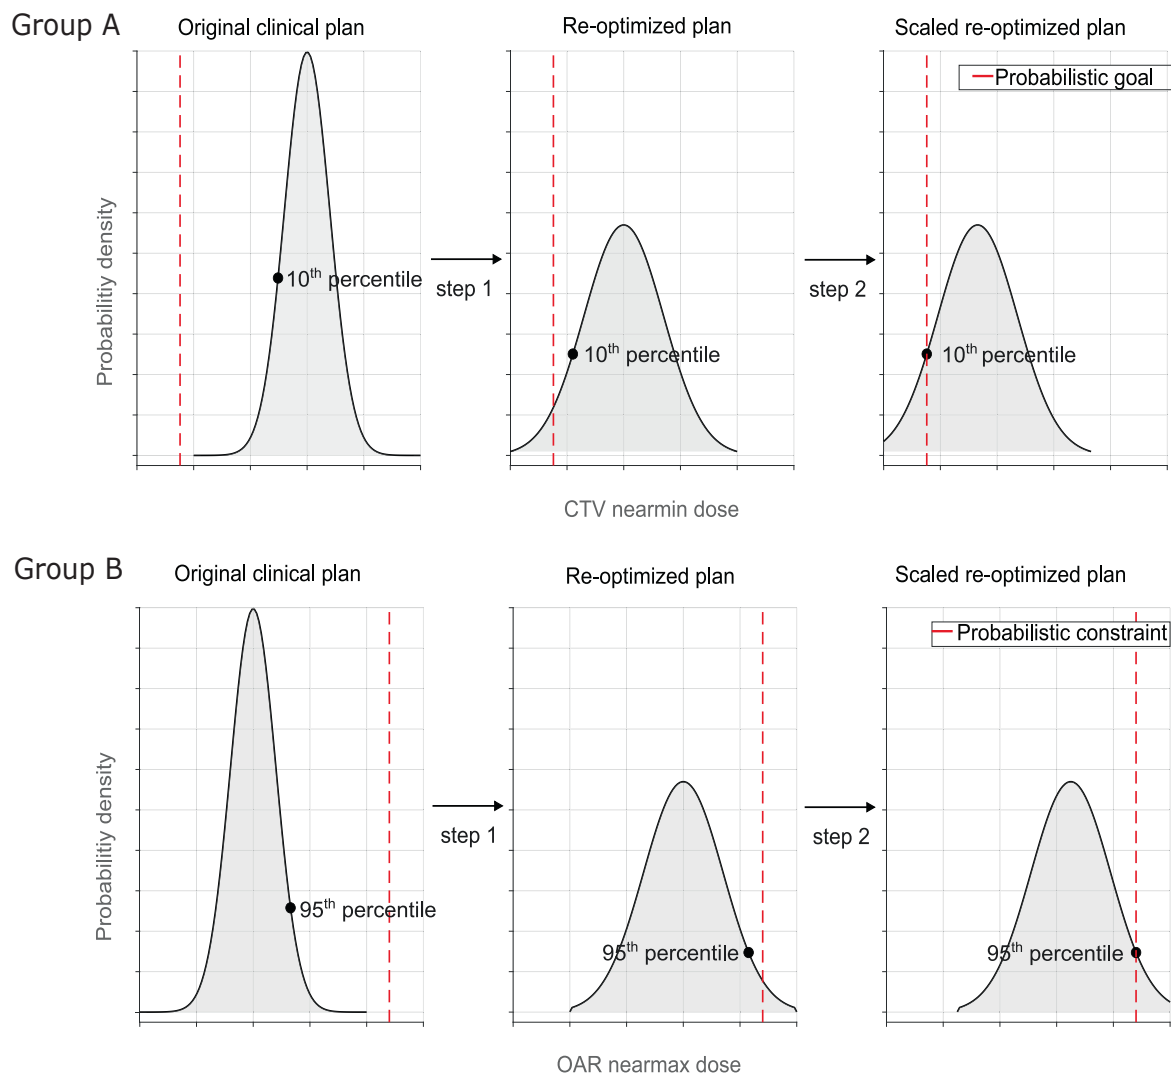 Group A
Original clinical plan
Re-optimized plan
Scaled re-optimized plan
Probabilistic goal
Probabilitiy density
10th percentile
step 1
10th percentile
step 2
10th percentile
CTV nearmin dose
Group B
Original clinical plan
Re-optimized plan
Scaled re-optimized plan
Probabilistic constraint
Probabilitiy density
95th percentile
step 1
95th percentile
step 2
95th percentile
OAR nearmax dose